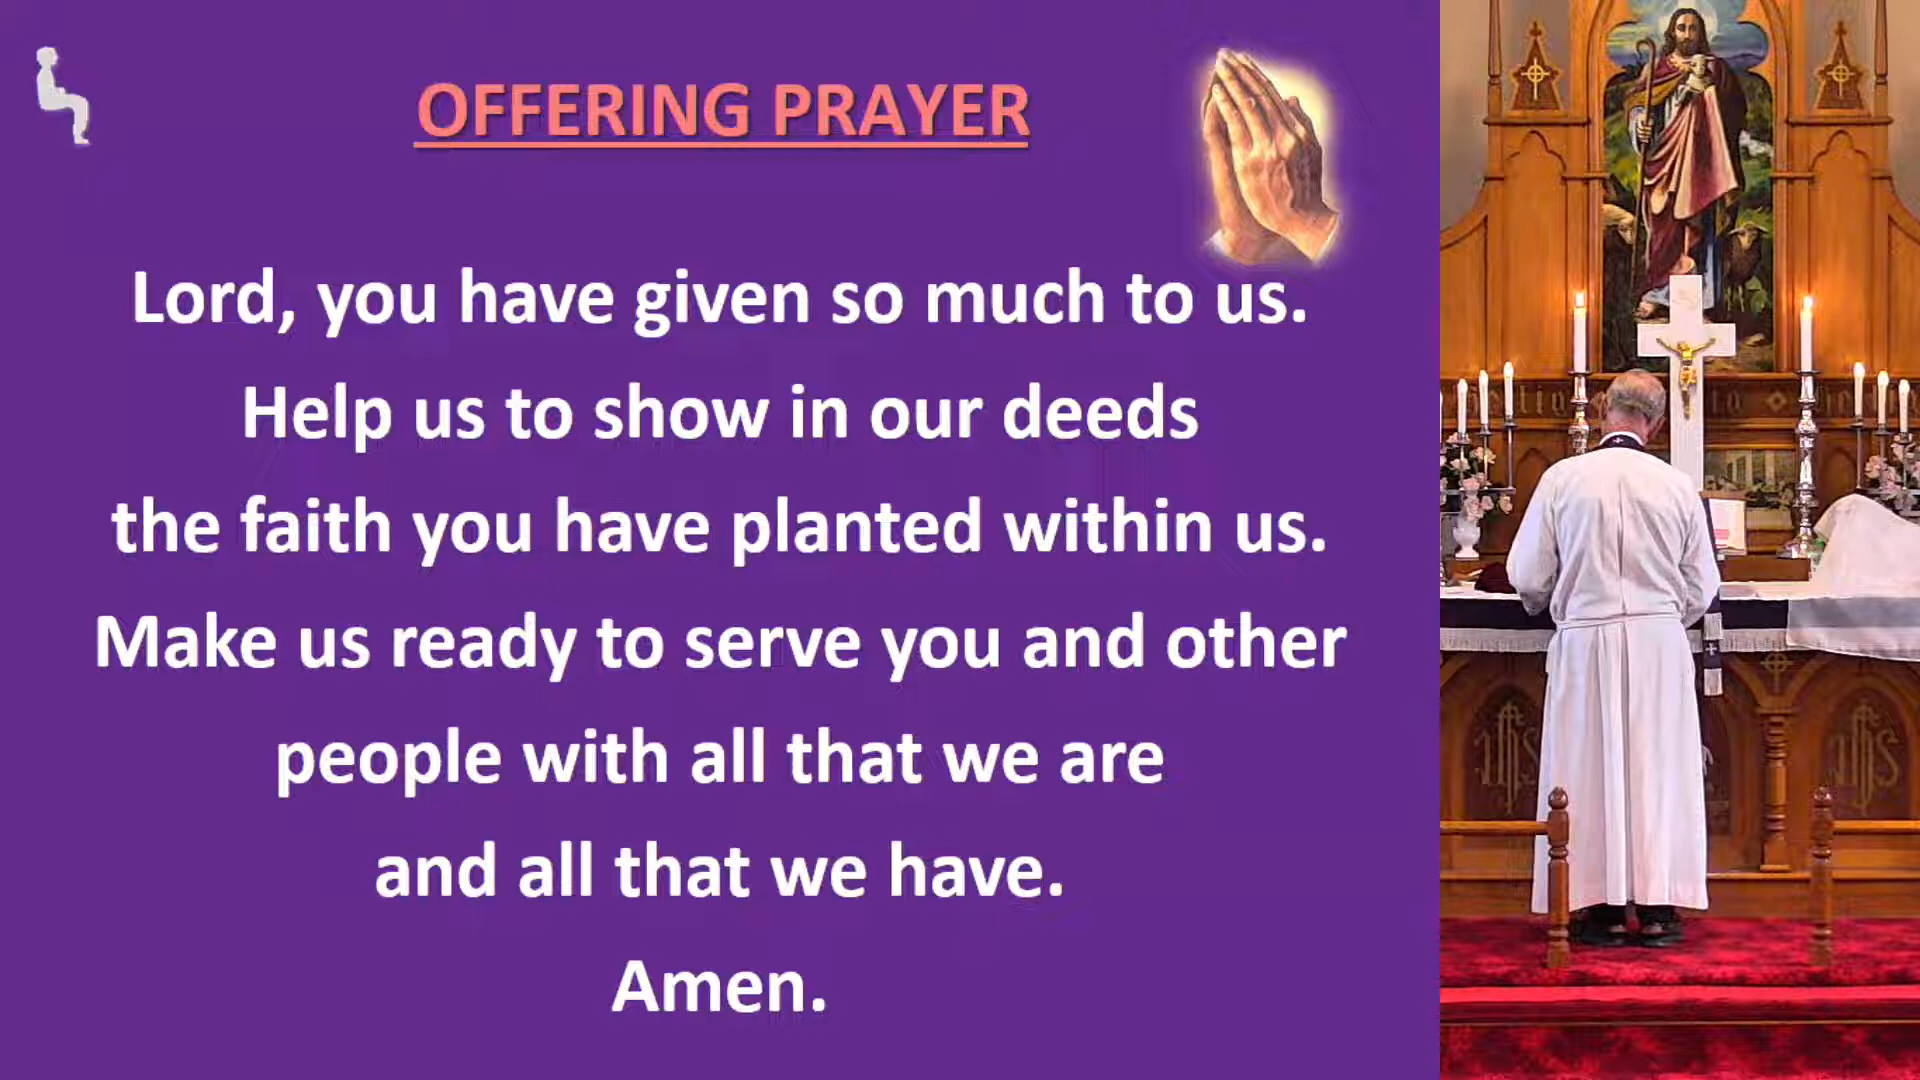 OFFERING PRAYER
Lord, you have given so much to us.
Help us to show in our deeds
the faith you have planted within us.
Make us ready to serve you and other
people with all that we are
and all that we have.
Amen.
IHS
IHS